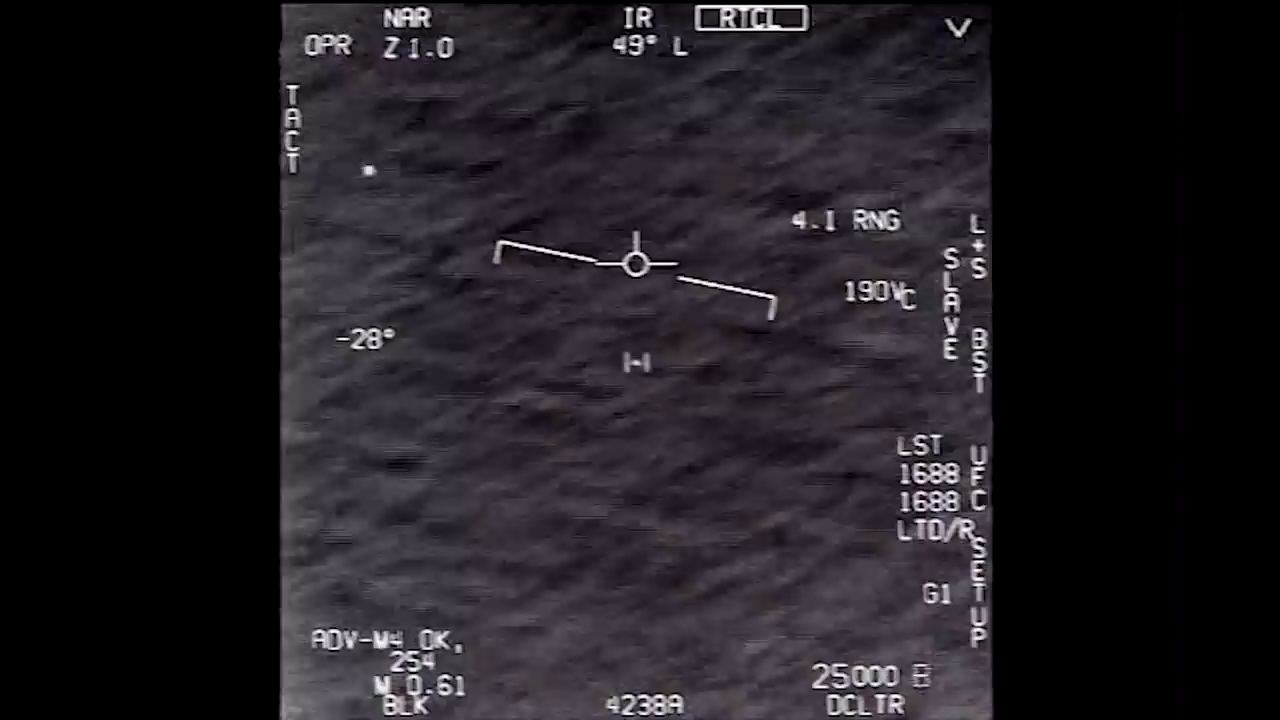 NAR
IR
RTCL
OPR
Z 1.0
49° L
TACT
4.1 RNG
L+S
SLAVE
190Vc
-28°
BST
LST
1688
UFC
1688
LTD/R
SETUP
G1
ADV-M4 OK,
254
M 0.61
BLK
4238A
25000 B
DCLTR